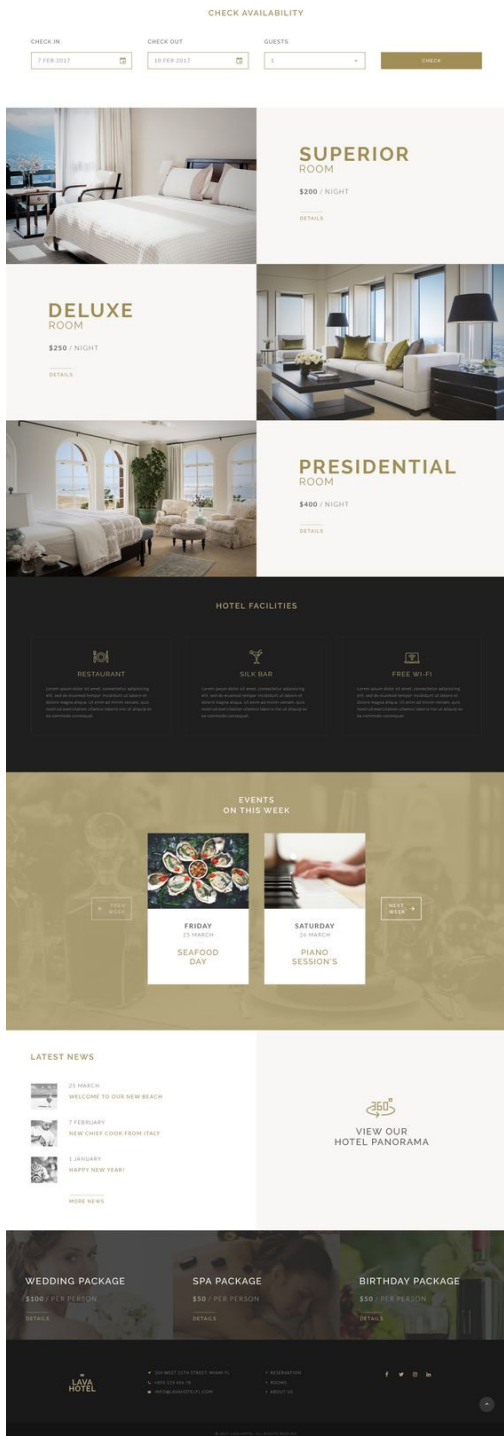 CHECK AVAILABILITY
CHECK IN
CHECK OUT
GUESTS
7 FEB 2017
10 FEB 2017
CHECK
SUPERIOR
ROOM
$200 / NIGHT
DETAILS
DELUXE
ROOM
$250 / NIGHT
DETAILS
PRESIDENTIAL
ROOM
$400 / NIGHT
DETAILS
HOTEL FACILITIES
RESTAURANT
SILK BAR
FREE WI-FI
EVENTS
ON THIS WEEK
PREV
WEEK
NEXT
WEEK
FRIDAY
25 MARCH
SEAFOOD
DAY
SATURDAY
26 MARCH
PIANO
SESSION'S
LATEST NEWS
25 MARCH
WELCOME TO OUR NEW BEACH
7 FEBRUARY
NEW CHIEF COOK FROM ITALY
1 JANUARY
HAPPY NEW YEAR!
MORE NEWS
360°
VIEW OUR
HOTEL PANORAMA
WEDDING PACKAGE
$100 / PER PERSON
DETAILS
SPA PACKAGE
$50 / PER PERSON
DETAILS
BIRTHDAY PACKAGE
$50 / PER PERSON
DETAILS
LAVA
HOTEL
RESERVATION
ROOMS
ABOUT US